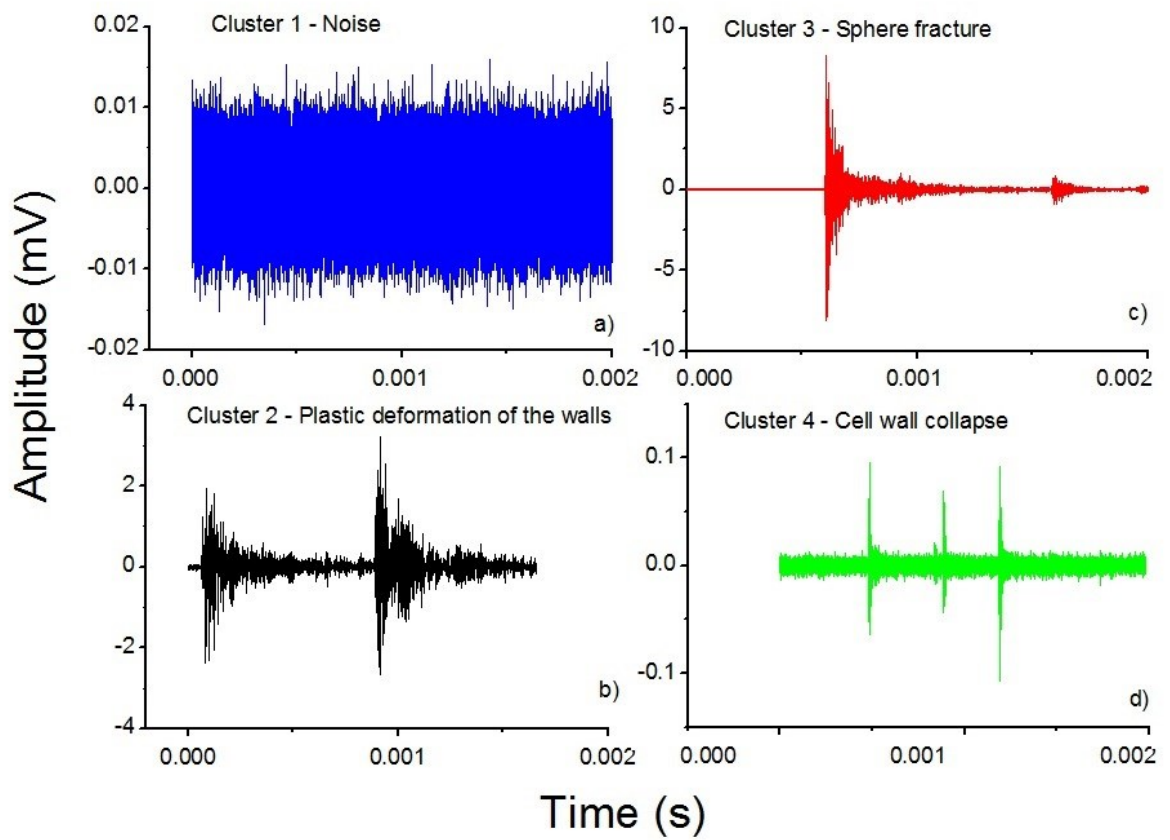 Amplitude (mV)
Cluster 1 - Noise
0.02
0.01
0.00
-0.01
-0.02
a)
0.000 0.001 0.002
Cluster 3 - Sphere fracture
10
5
0
-5
-10
c)
0.000 0.001 0.002
Cluster 2 - Plastic deformation of the walls
4
2
0
-2
-4
b)
0.000 0.001 0.002
Cluster 4 - Cell wall collapse
0.1
0.0
-0.1
d)
0.000 0.001 0.002
Time (s)